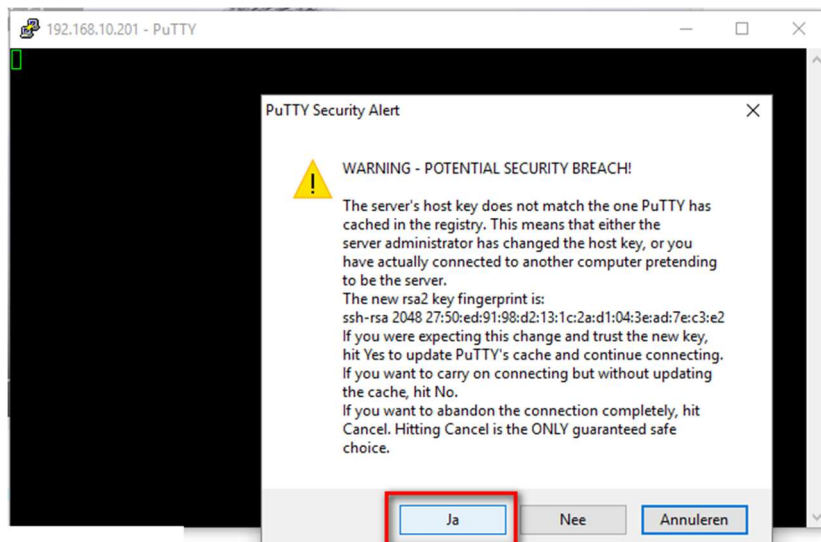 192.168.10.201 - PuTTY
PuTTY Security Alert
WARNING - POTENTIAL SECURITY BREACH!
The server's host key does not match the one PuTTY has
cached in the registry. This means that either the
server administrator has changed the host key, or you
have actually connected to another computer pretending
to be the server.
The new rsa2 key fingerprint is:
ssh-rsa 2048 27:50:ed:91:98:d2:13:1c:2a:d1:04:3e:ad:7e:c3:e2
If you were expecting this change and trust the new key,
hit Yes to update PuTTY's cache and continue connecting.
If you want to carry on connecting but without updating
the cache, hit No.
If you want to abandon the connection completely, hit
Cancel. Hitting Cancel is the ONLY guaranteed safe
choice.
Ja Nee Annuleren